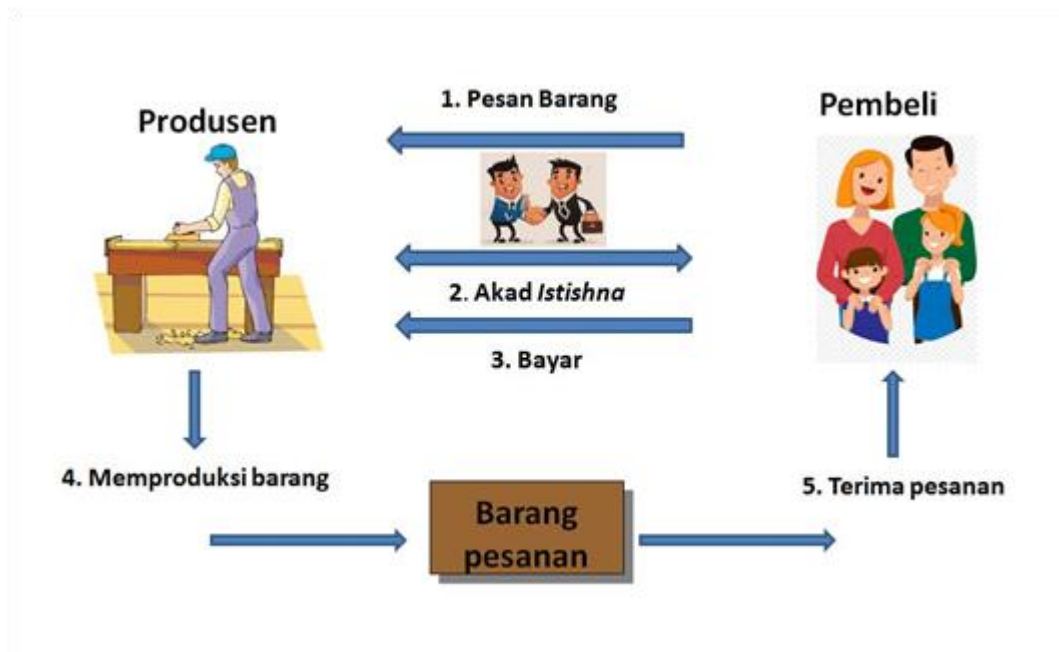 Produsen
1. Pesan Barang
Pembeli
2. Akad Istishna
3. Bayar
4. Memproduksi barang
Barang
pesanan
5. Terima pesanan